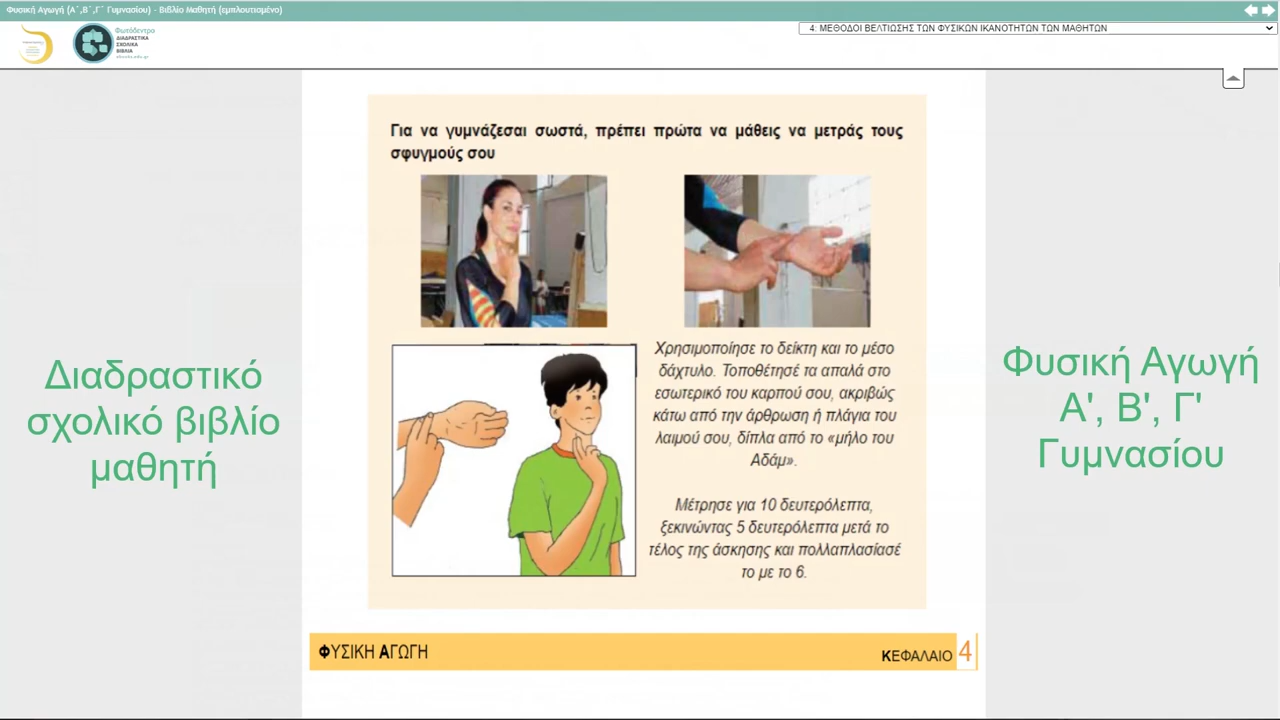 Φυσική Αγωγή (Α΄,Β΄,Γ΄ Γυμνασίου) - Βιβλίο Μαθητή (εμπλουτισμένο)
Φωτόδεντρο
ΔΙΑΔΡΑΣΤΙΚΑ
ΣΧΟΛΙΚΑ
ΒΙΒΛΙΑ
4: ΜΕΘΟΔΟΙ ΒΕΛΤΙΩΣΗΣ ΤΩΝ ΦΥΣΙΚΩΝ ΙΚΑΝΟΤΗΤΩΝ ΤΩΝ ΜΑΘΗΤΩΝ
Για να γυμνάζεσαι σωστά, πρέπει πρώτα να μάθεις να μετράς τους
σφυγμούς σου
Χρησιμοποίησε το δείκτη και το μέσο
δάχτυλο. Τοποθέτησέ τα απαλά στο
εσωτερικό του καρπού σου, ακριβώς
κάτω από την άρθρωση ή πλάγια του
λαιμού σου, δίπλα από το «μήλο του
Αδάμ».
Μέτρησε για 10 δευτερόλεπτα,
ξεκινώντας 5 δευτερόλεπτα μετά το
τέλος της άσκησης και πολλαπλασίασέ
το με το 6.
ΦΥΣΙΚΗ ΑΓΩΓΗ
ΚΕΦΑΛΑΙΟ 4
Διαδραστικό
σχολικό βιβλίο
μαθητή
Φυσική Αγωγή
Α', Β', Γ'
Γυμνασίου